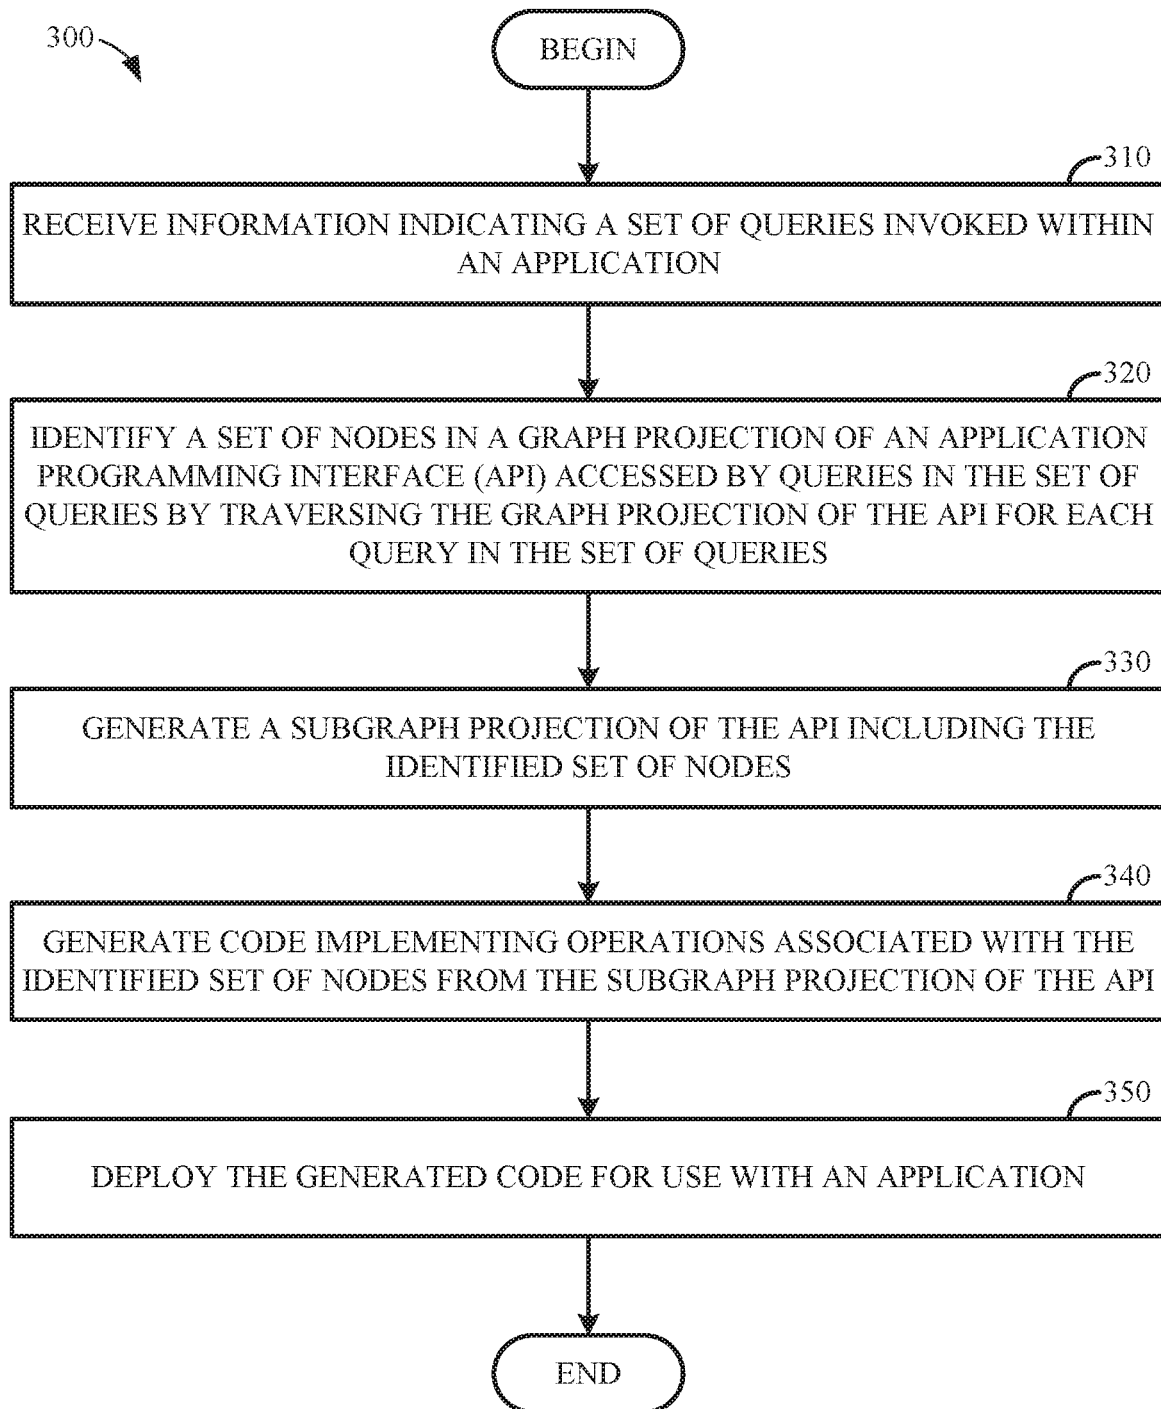 300
BEGIN
310
RECEIVE INFORMATION INDICATING A SET OF QUERIES INVOKED WITHIN
AN APPLICATION
320
IDENTIFY A SET OF NODES IN A GRAPH PROJECTION OF AN APPLICATION
PROGRAMMING INTERFACE (API) ACCESSED BY QUERIES IN THE SET OF
QUERIES BY TRAVERSING THE GRAPH PROJECTION OF THE API FOR EACH
QUERY IN THE SET OF QUERIES
330
GENERATE A SUBGRAPH PROJECTION OF THE API INCLUDING THE
IDENTIFIED SET OF NODES
340
GENERATE CODE IMPLEMENTING OPERATIONS ASSOCIATED WITH THE
IDENTIFIED SET OF NODES FROM THE SUBGRAPH PROJECTION OF THE API
350
DEPLOY THE GENERATED CODE FOR USE WITH AN APPLICATION
END